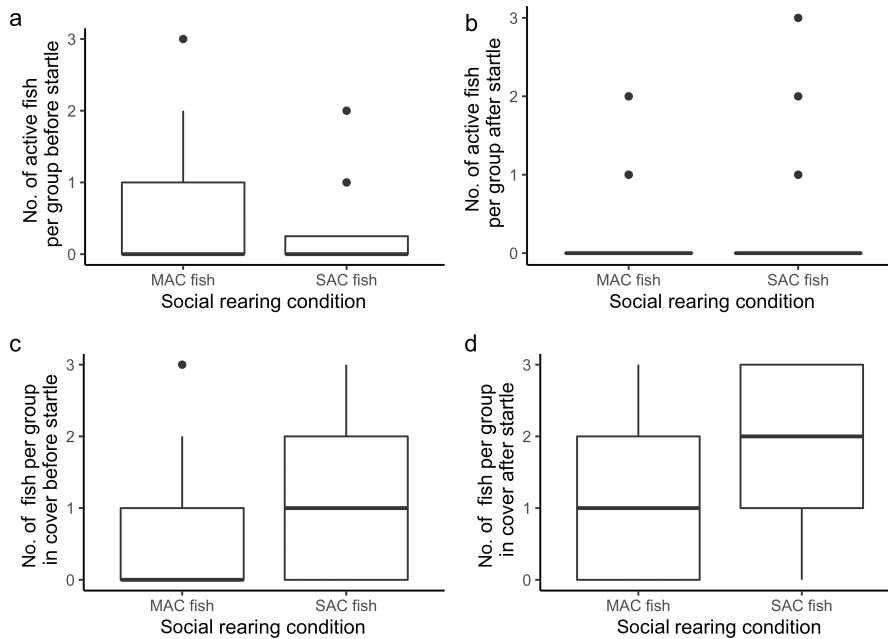 a
No. of active fish
per group before startle
3
2
1
0
MAC fish
SAC fish
Social rearing condition
b
No. of active fish
per group after startle
3
2
1
0
MAC fish
SAC fish
Social rearing condition
c
No. of fish per group
in cover before startle
3
2
1
0
MAC fish
SAC fish
Social rearing condition
d
No. of  fish per group
in cover after startle
3
2
1
0
MAC fish
SAC fish
Social rearing condition